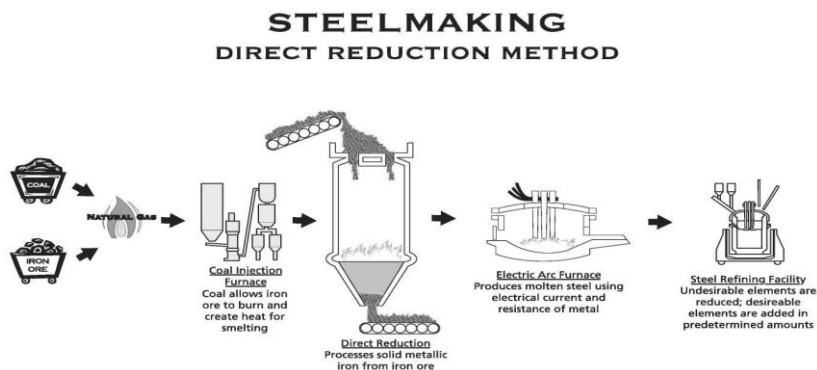 STEELMAKING
DIRECT REDUCTION METHOD
COAL
NATURAL GAS
IRON
ORE
Coal Injection
Furnace
Coal allows iron
ore to burn and
create heat for
smelting
Direct Reduction
Processes solid metallic
iron from iron ore
Electric Arc Furnace
Produces molten steel using
electrical current and
resistance of metal
Steel Refining Facility
Undesirable elements are
reduced; desireable
elements are added in
predetermined amounts